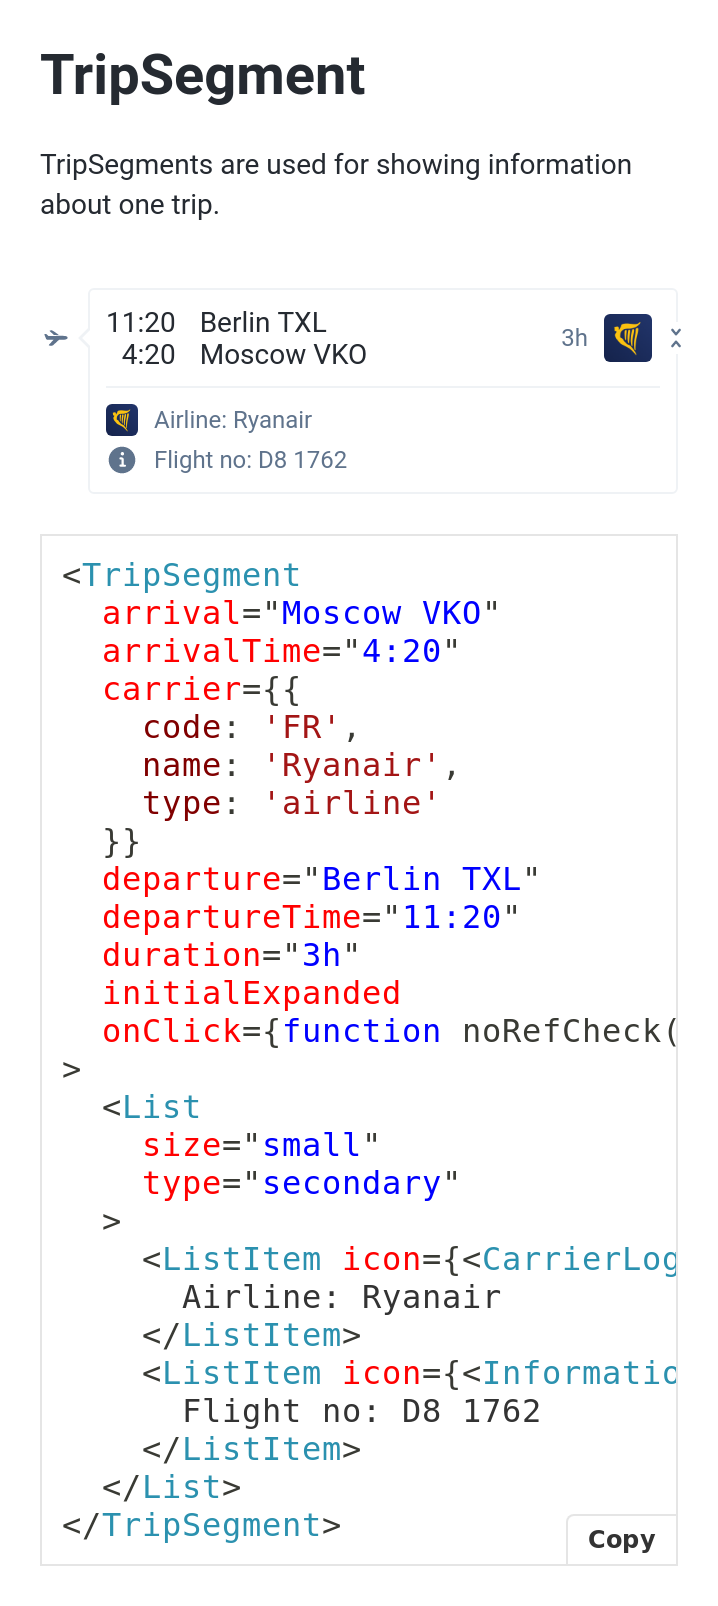 TripSegment
TripSegments are used for showing information
about one trip.
11:20 Berlin TXL
4:20 Moscow VKO
3h
Airline: Ryanair
Flight no: D8 1762
<TripSegment
  arrival="Moscow VKO"
  arrivalTime="4:20"
  carrier={{
    code: 'FR',
    name: 'Ryanair',
    type: 'airline'
  }}
  departure="Berlin TXL"
  departureTime="11:20"
  duration="3h"
  initialExpanded
  onClick={function noRefCheck(
>
  <List
    size="small"
    type="secondary"
  >
    <ListItem icon={<CarrierLog
      Airline: Ryanair
    </ListItem>
    <ListItem icon={<Informatio
      Flight no: D8 1762
    </ListItem>
  </List>
</TripSegment>
Copy